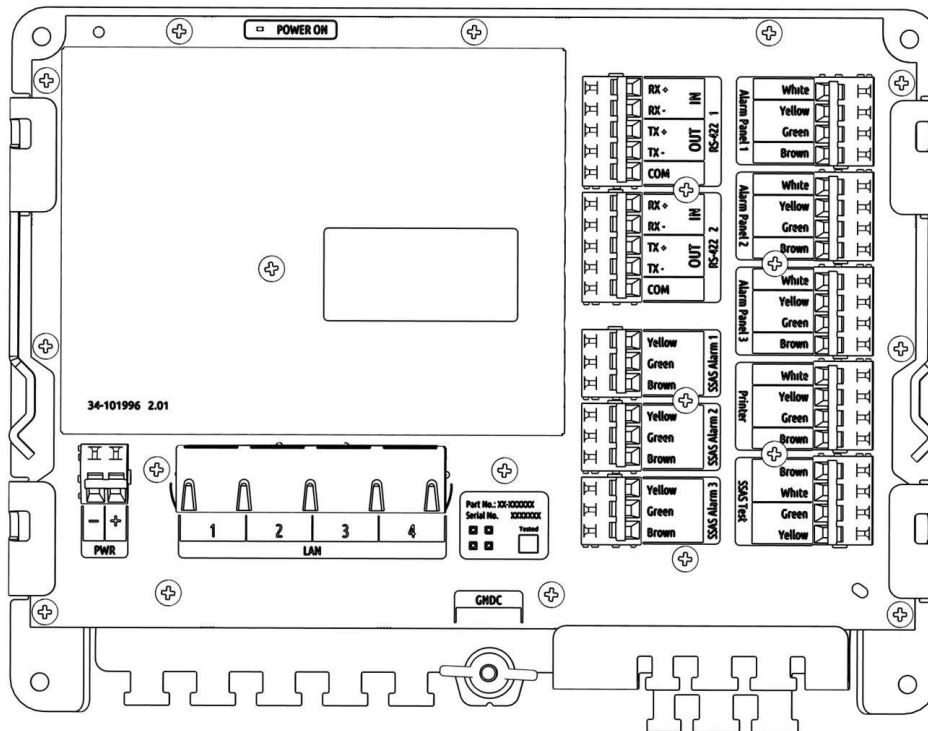 POWER ON
RX +
RX -
IN
TX +
TX -
OUT
COM
RS-422 1
RX +
RX -
IN
TX +
TX -
OUT
COM
RS-422 2
Yellow
Green
Brown
SSAS Alarm 1
Yellow
Green
Brown
SSAS Alarm 2
Yellow
Green
Brown
SSAS Alarm 3
Alarm Panel 1
White
Yellow
Green
Brown
Alarm Panel 2
White
Yellow
Green
Brown
Alarm Panel 3
White
Yellow
Green
Brown
Printer
White
Yellow
Green
Brown
SSAS Test
Brown
White
Green
Yellow
34-101996 2.01
- +
PWR
1 2 3 4
LAN
Part No.: XX-XXXXXX
Serial No. XXXXXXX
Tested
GNDC